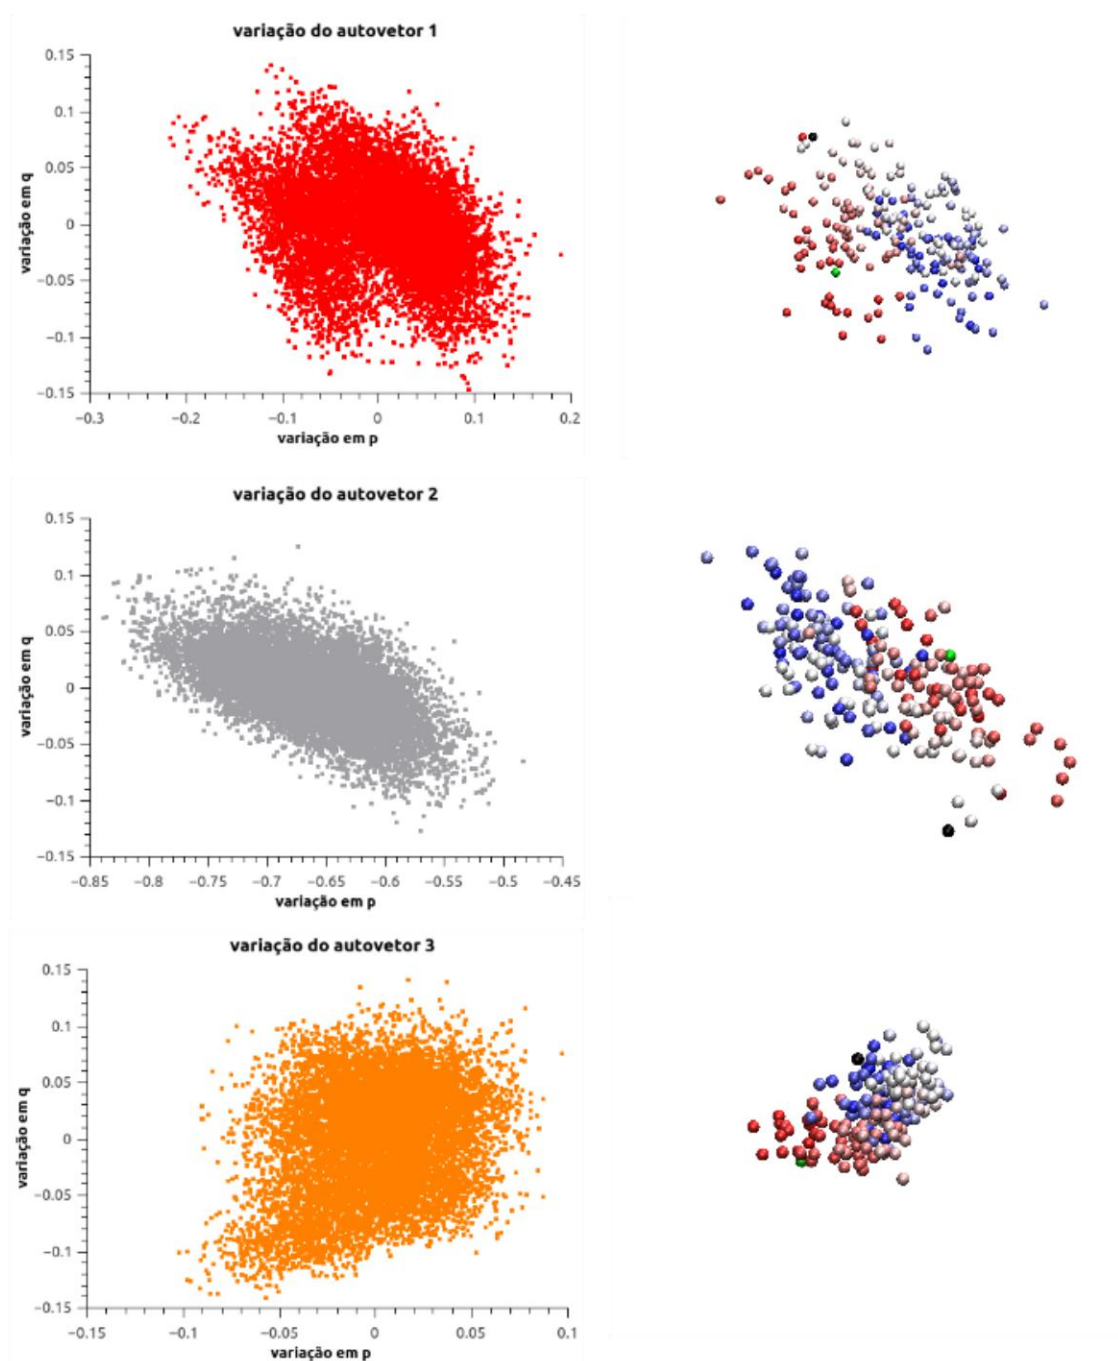 variação do autovetor 1
0.15
0.1
0.05
0
−0.05
−0.1
−0.15
variação em q
−0.3 −0.2 −0.1 0 0.1 0.2
variação em p
variação do autovetor 2
0.15
0.1
0.05
0
−0.05
−0.1
−0.15
variação em q
−0.85 −0.8 −0.75 −0.7 −0.65 −0.6 −0.55 −0.5 −0.45
variação em p
variação do autovetor 3
0.15
0.1
0.05
0
−0.05
−0.1
−0.15
variação em q
−0.15 −0.1 −0.05 0 0.05 0.1
variação em p